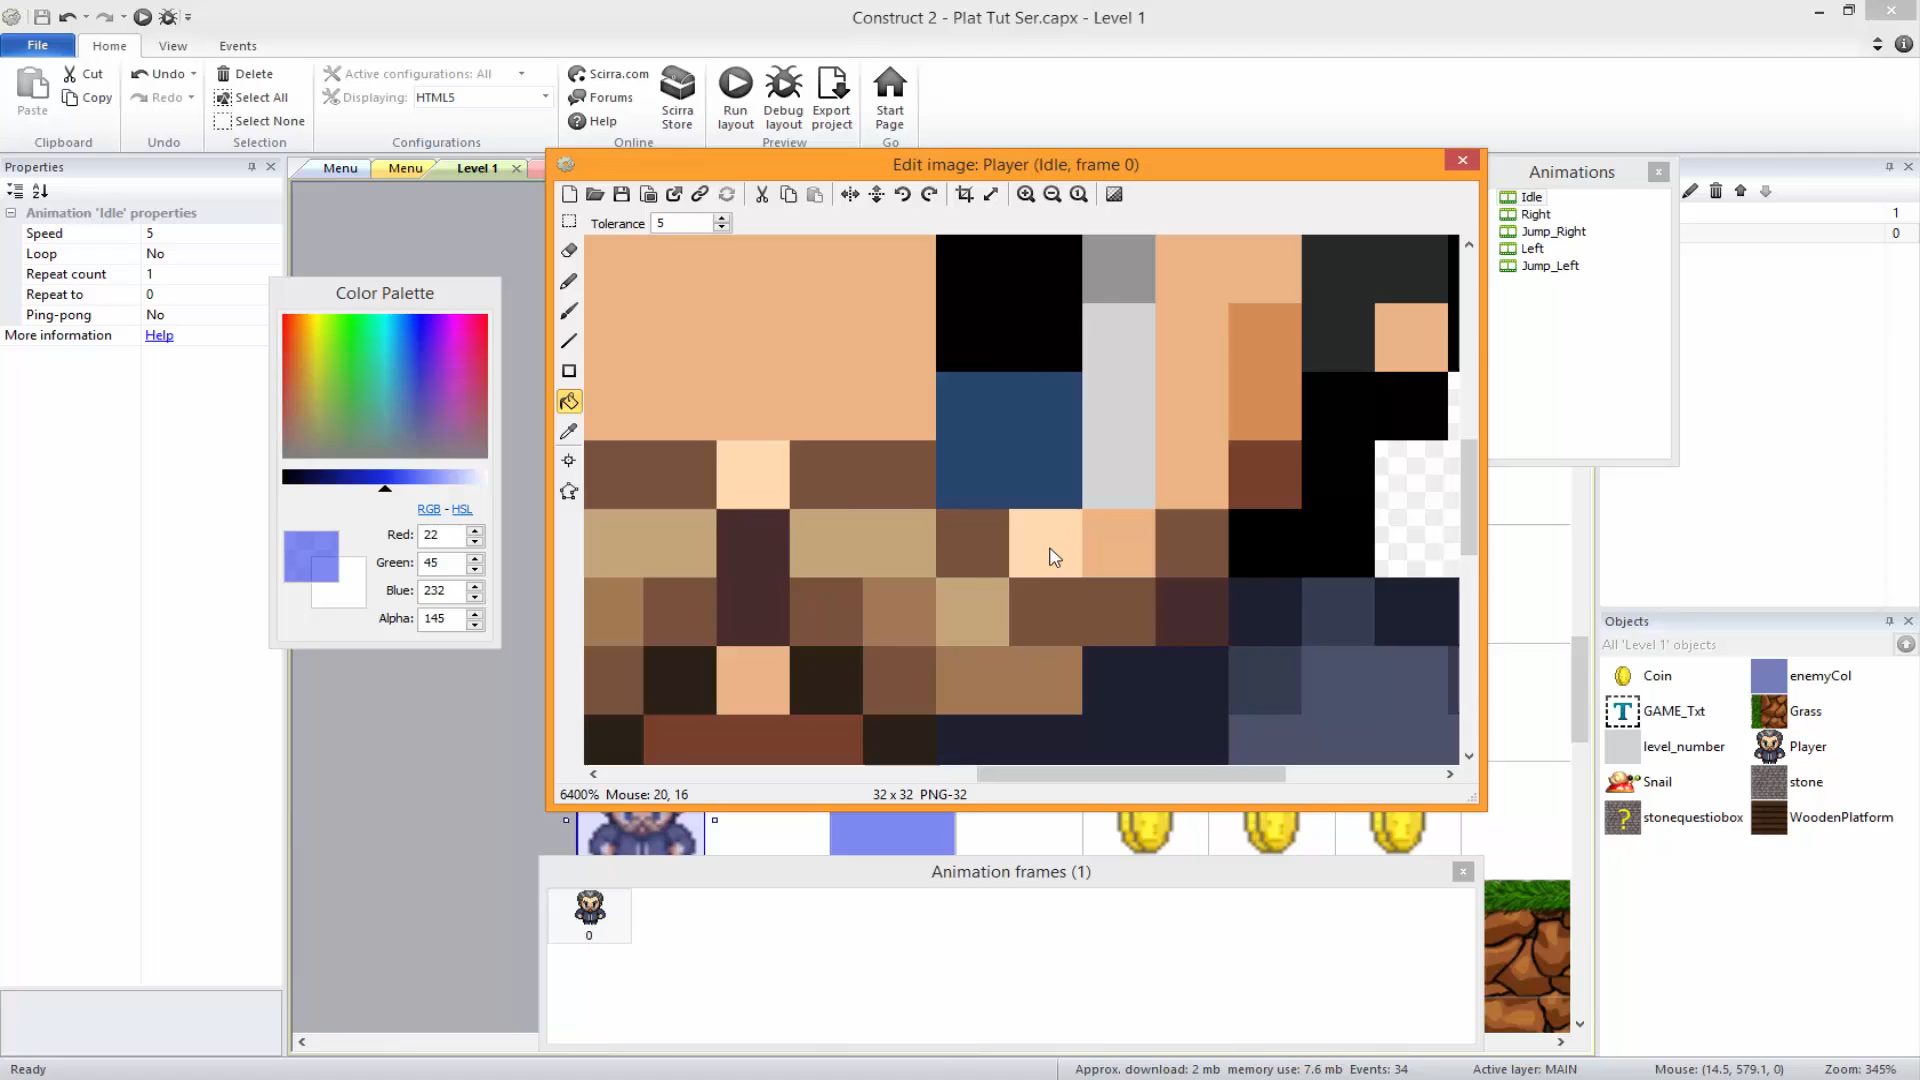 Construct 2 - Plat Tut Ser.capx - Level 1
File Home View Events
Paste Cut Copy Undo Redo Delete Select All Select None
Active configurations: All
Displaying: HTML5
Scirra.com Forums Help
Scirra Store
Run layout
Debug layout
Export project
Start Page
Clipboard Undo Selection Configurations Online Preview Go
Properties
Menu Menu Level 1
Animation 'Idle' properties
Speed 5
Loop No
Repeat count 1
Repeat to 0
Ping-pong No
More information Help
Color Palette
RGB - HSL
Red: 22
Green: 45
Blue: 232
Alpha: 145
Edit image: Player (Idle, frame 0)
Tolerance 5
6400% Mouse: 20, 16 32 x 32 PNG-32
Animations
Idle
Right
Jump_Right
Left
Jump_Left
1
0
Animation frames (1)
0
Objects
All 'Level 1' objects
Coin enemyCol
T GAME_Txt Grass
level_number Player
Snail stone
? stonequestiobox WoodenPlatform
Ready Approx. download: 2 mb memory use: 7.6 mb Events: 34 Active layer: MAIN Mouse: (14.5, 579.1, 0) Zoom: 345%